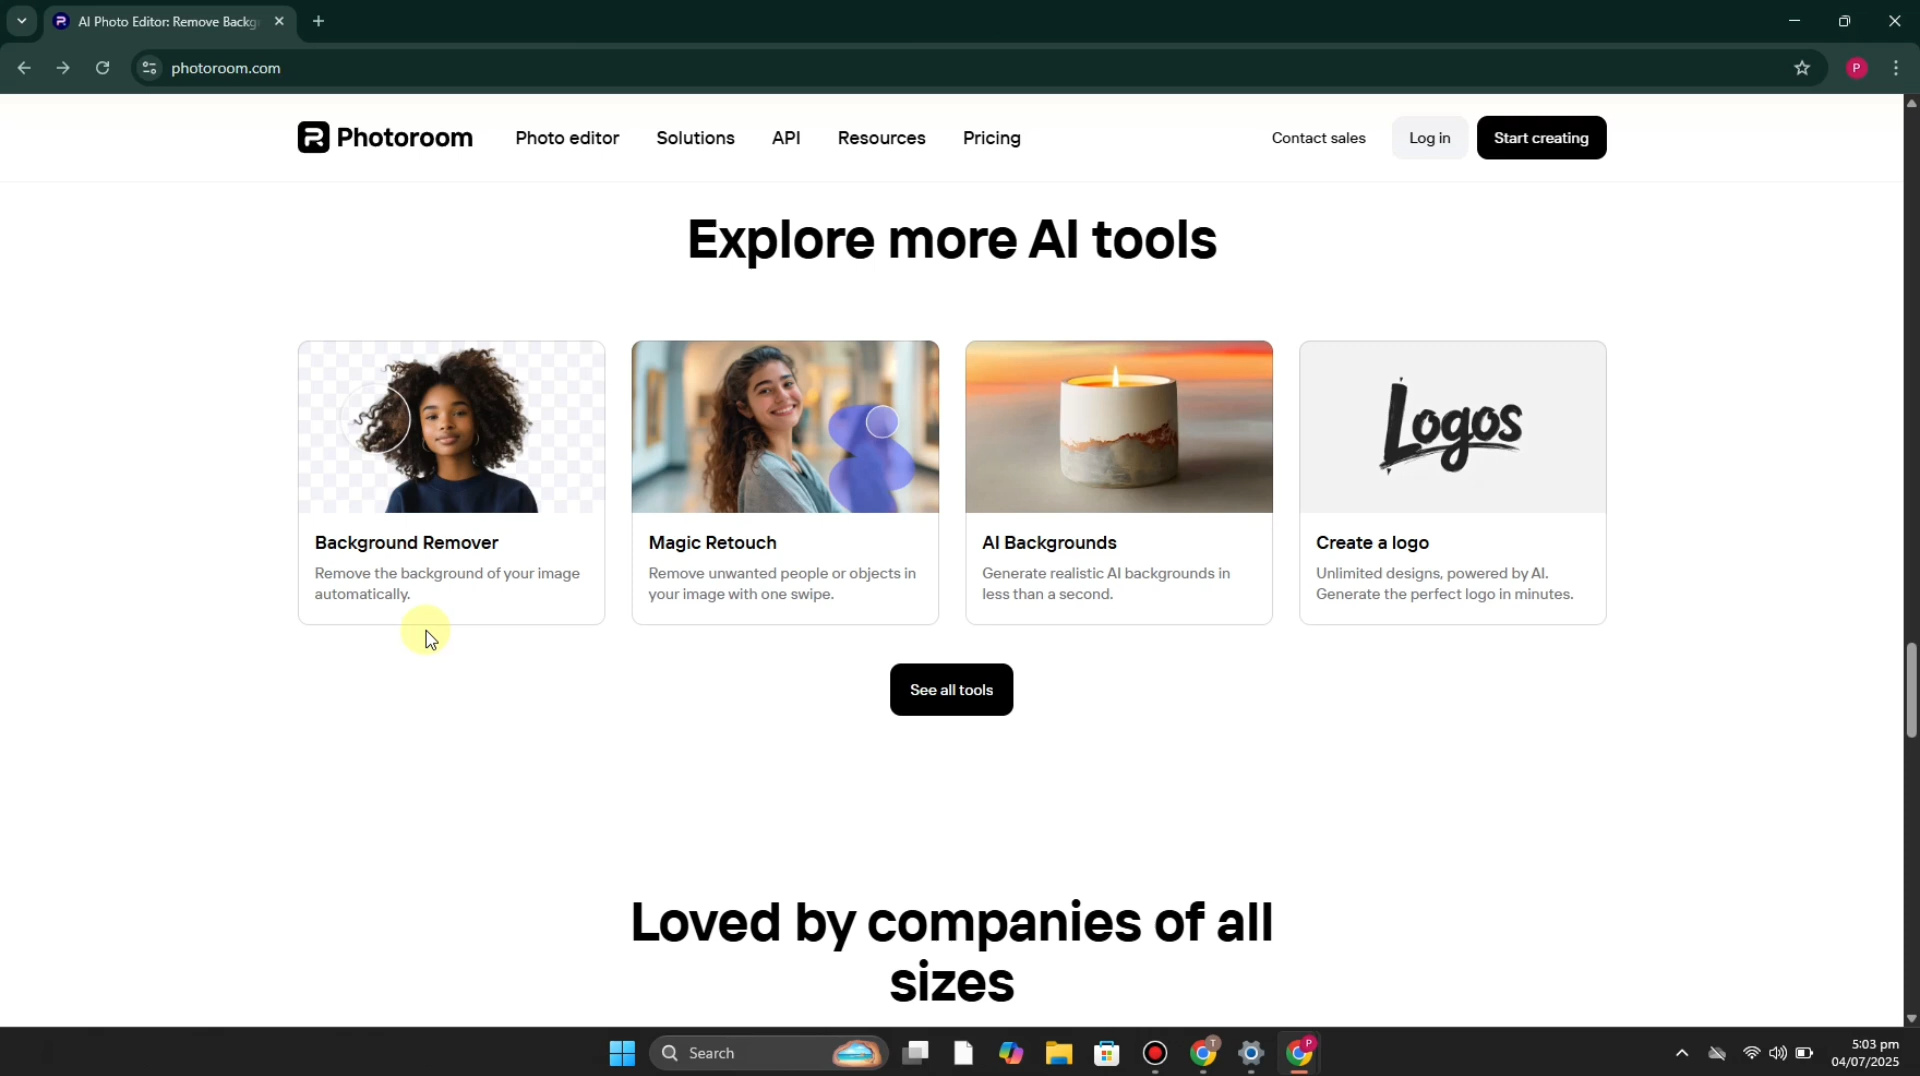 AI Photo Editor: Remove Backg
photoroom.com
P
Photoroom
Photo editor
Solutions
API
Resources
Pricing
Contact sales
Log in
Start creating
Explore more AI tools
Logos
Background Remover
Remove the background of your image
automatically.
Magic Retouch
Remove unwanted people or objects in
your image with one swipe.
AI Backgrounds
Generate realistic AI backgrounds in
less than a second.
Create a logo
Unlimited designs, powered by AI.
Generate the perfect logo in minutes.
See all tools
Loved by companies of all
sizes
Search
T
P
5:03 pm
04/07/2025